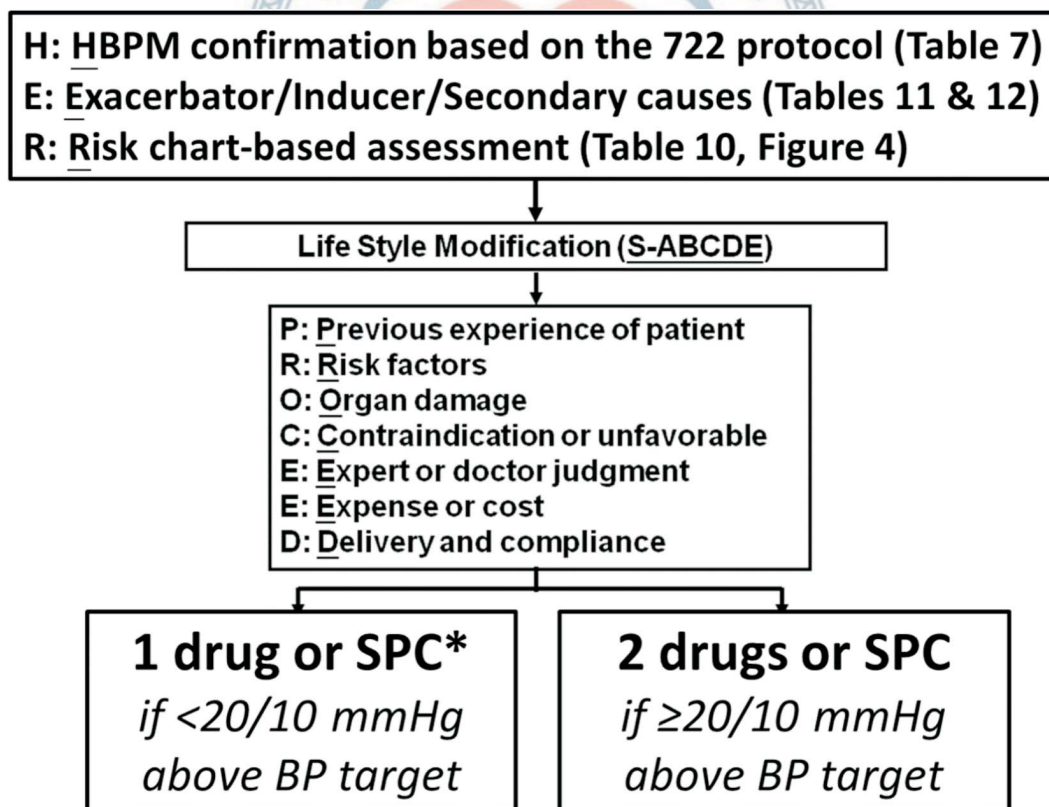 H: HBPM confirmation based on the 722 protocol (Table 7)
E: Exacerbator/Inducer/Secondary causes (Tables 11 & 12)
R: Risk chart-based assessment (Table 10, Figure 4)
Life Style Modification (S-ABCDE)
P: Previous experience of patient
R: Risk factors
O: Organ damage
C: Contraindication or unfavorable
E: Expert or doctor judgment
E: Expense or cost
D: Delivery and compliance
1 drug or SPC*
if <20/10 mmHg
above BP target
2 drugs or SPC
if ≥20/10 mmHg
above BP target